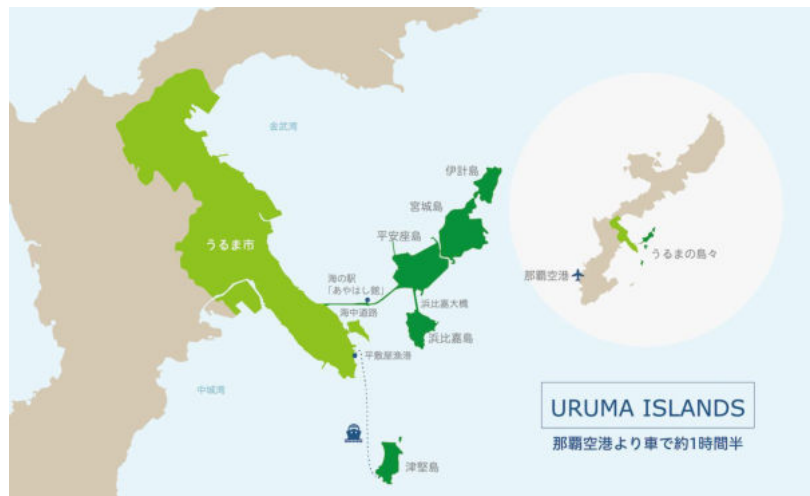 金武湾
伊計島
宮城島
平安座島
うるま市
海の駅
「あやはし館」
浜比嘉大橋
海中道路
浜比嘉島
平敷屋漁港
中城湾
津堅島
うるまの島々
那覇空港
URUMA ISLANDS
那覇空港より車で約1時間半